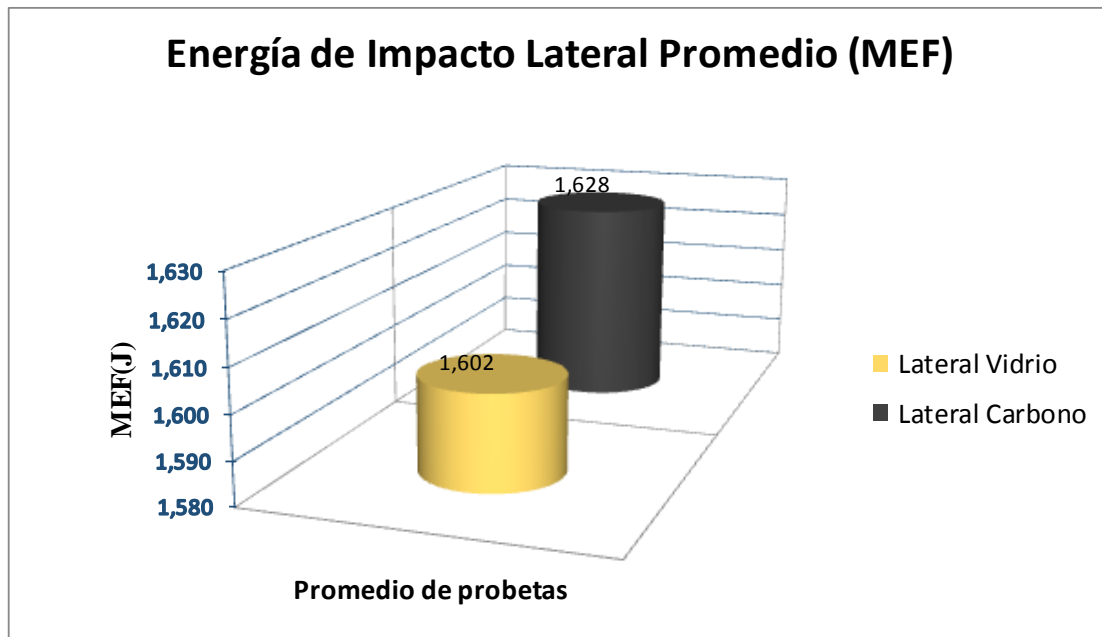 Energía de Impacto Lateral Promedio (MEF)
1,628
1,602
1,630
1,620
1,610
1,600
1,590
1,580
MEF(J)
Promedio de probetas
Lateral Vidrio
Lateral Carbono